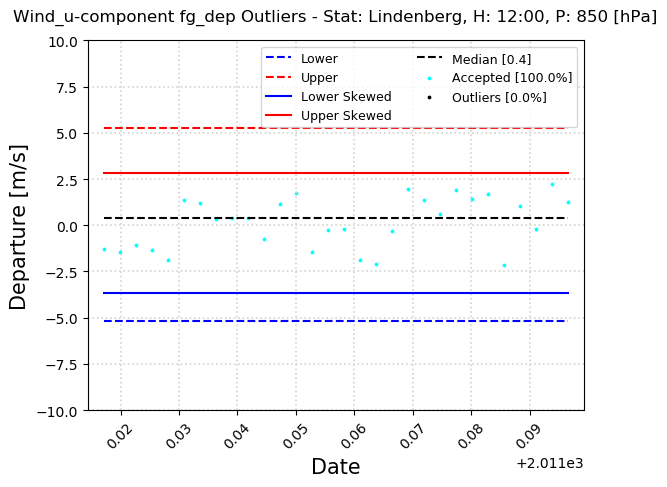 Wind_u-component fg_dep Outliers - Stat: Lindenberg, H: 12:00, P: 850 [hPa]
Lower
Upper
Lower Skewed
Upper Skewed
Median [0.4]
Accepted [100.0%]
Outliers [0.0%]
Departure [m/s]
10.0
7.5
5.0
2.5
0.0
−2.5
−5.0
−7.5
−10.0
0.02
0.03
0.04
0.05
0.06
0.07
0.08
0.09
+2.011e3
Date